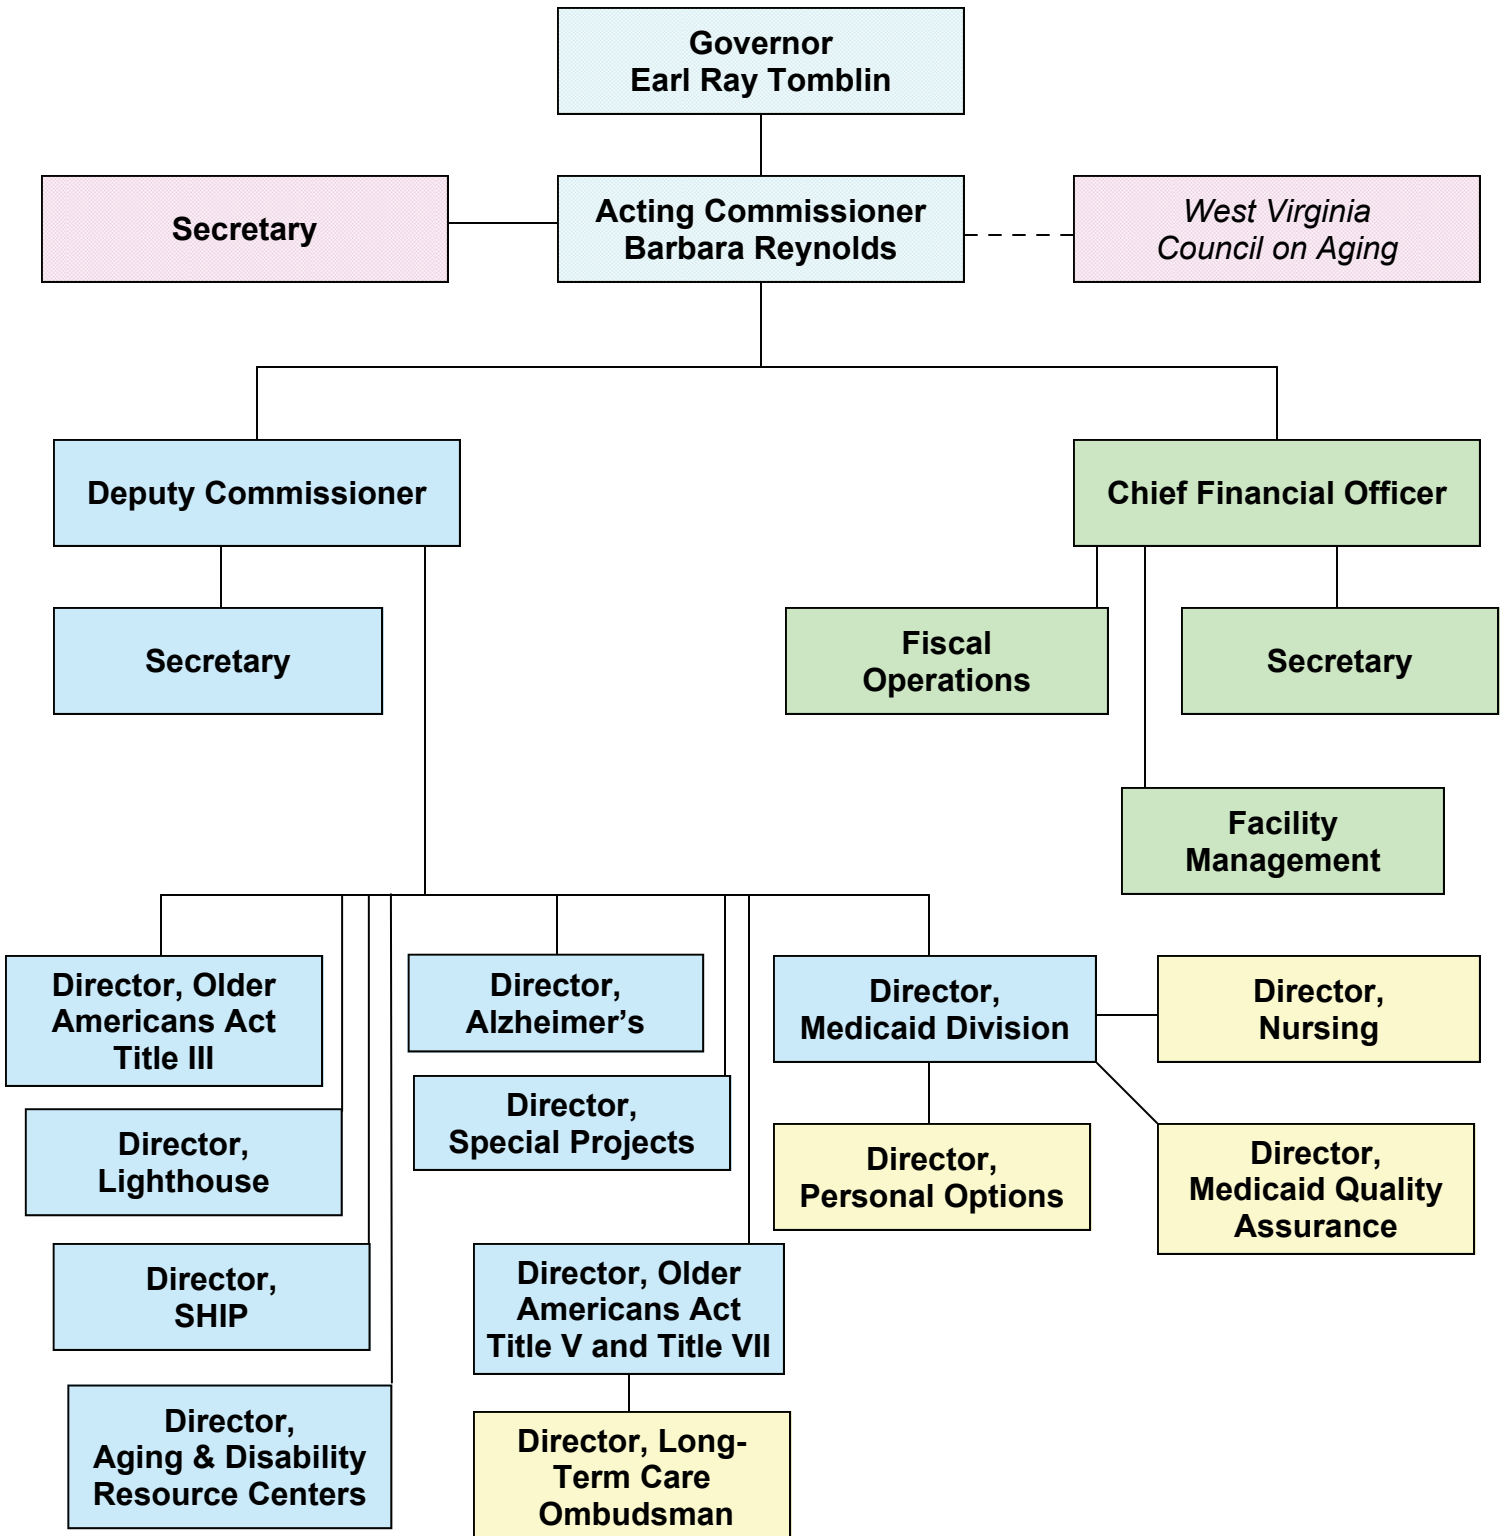 Governor
Earl Ray Tomblin
Secretary
Acting Commissioner
Barbara Reynolds
West Virginia
Council on Aging
Deputy Commissioner
Chief Financial Officer
Secretary
Fiscal
Operations
Secretary
Facility
Management
Director, Older
Americans Act
Title III
Director,
Alzheimer’s
Director,
Medicaid Division
Director,
Nursing
Director,
Lighthouse
Director,
Special Projects
Director,
Personal Options
Director,
Medicaid Quality
Assurance
Director,
SHIP
Director, Older
Americans Act
Title V and Title VII
Director,
Aging & Disability
Resource Centers
Director, Long-
Term Care
Ombudsman